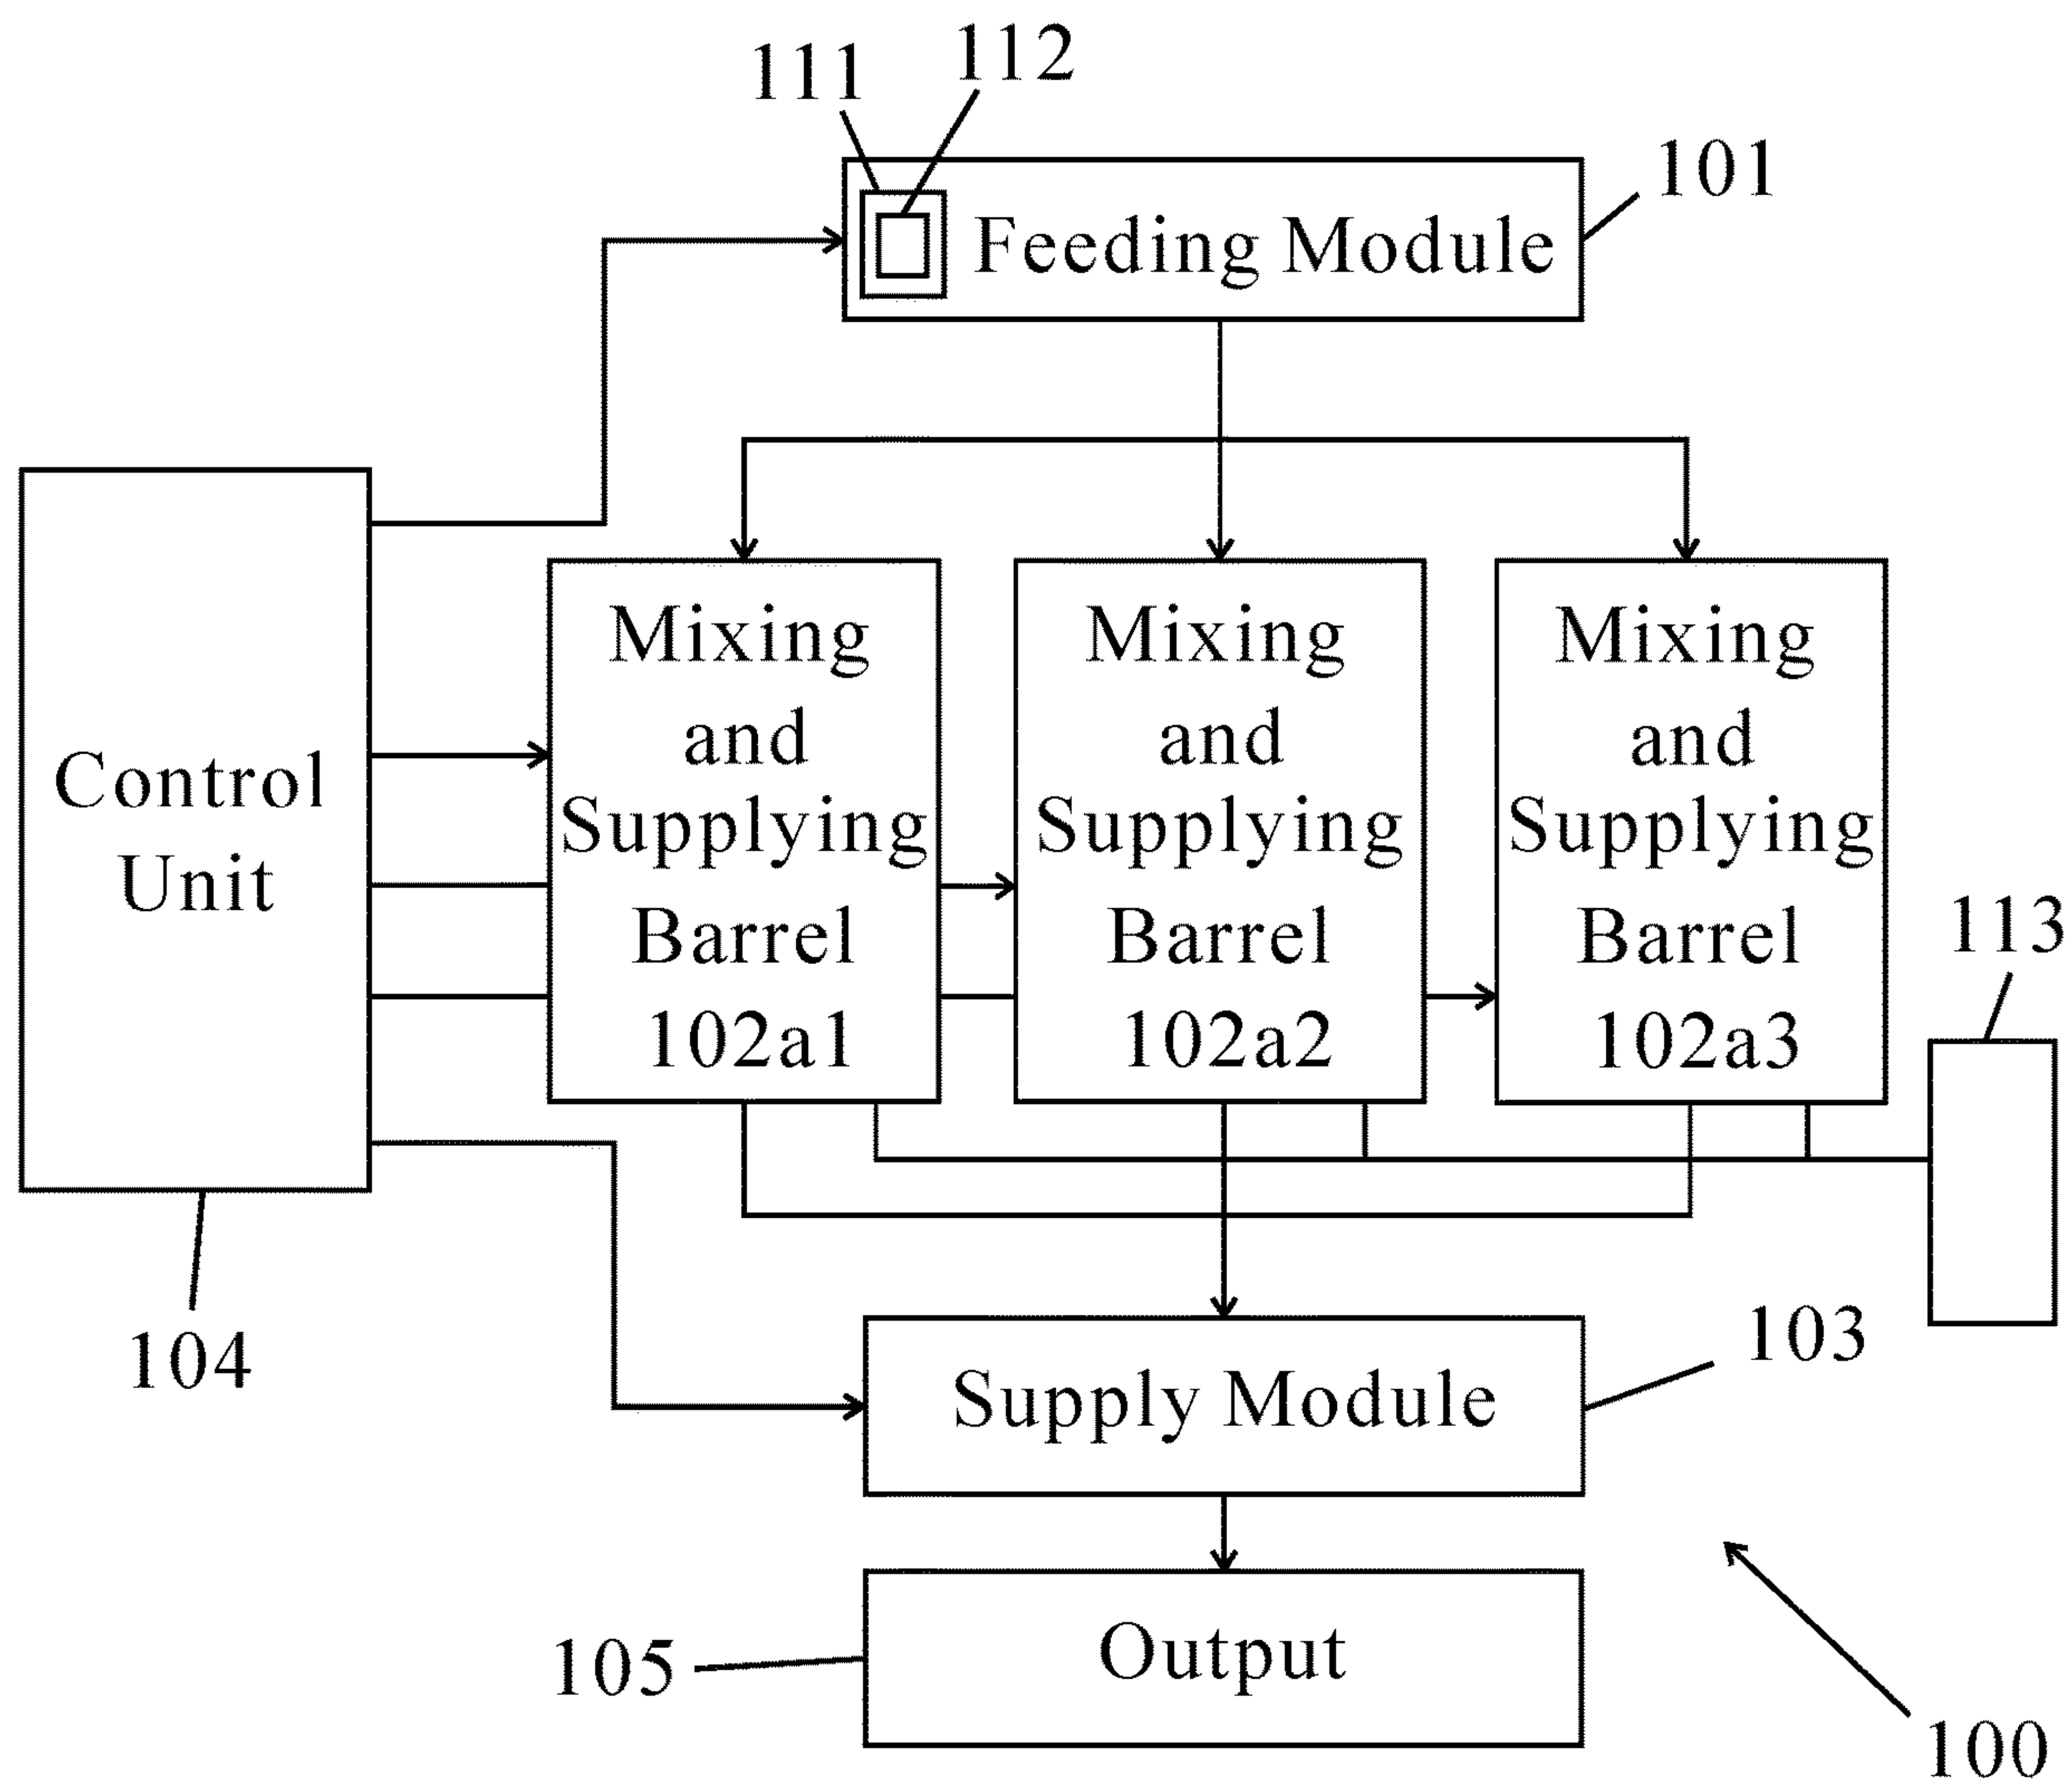 112
111
101
Feeding Module
Mixing
and
Supplying
Barrel
102a1
Mixing
and
Supplying
Barrel
102a2
Mixing
and
Supplying
Barrel
102a3
Control
Unit
113
104
103
Supply Module
105
Output
100